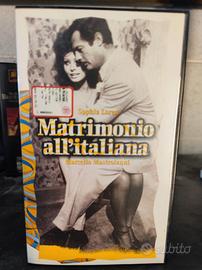 Sophia Loren
Matrimonio
all'italiana
Marcello Mastroianni
subito